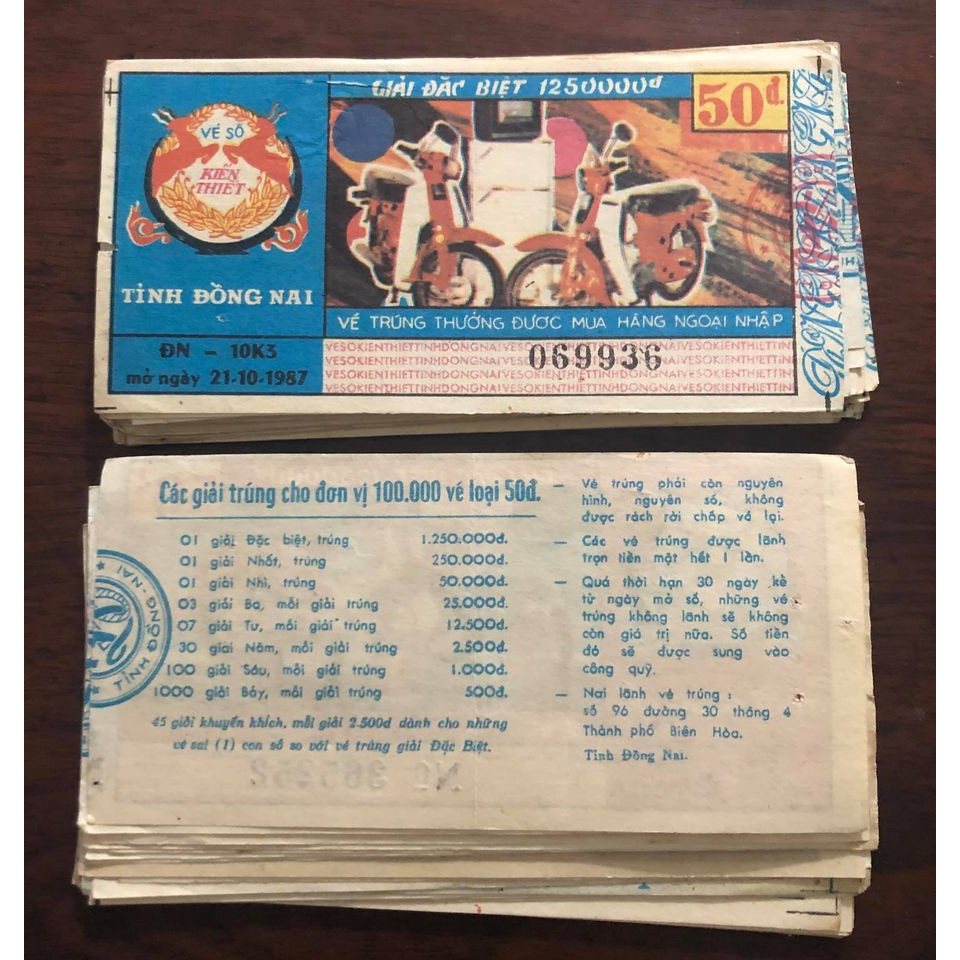 GIẢI ĐẶC BIỆT 1250000đ
50đ.
VÉ SỐ
KIẾN
THIẾT
TỈNH ĐỒNG NAI
VÉ TRÚNG THƯỞNG ĐƯỢC MUA HÀNG NGOẠI NHẬP
ĐN - 10K3
mở ngày 21-10-1987
VESOKIENTHIETTINHDONGNAIVESOKIENTHIETTINHDONGNAIVESOKIENTHIETTIN
069936
Các giải trúng cho đơn vị 100.000 vé loại 50đ.
01 giải Đặc biệt, trúng 1.250.000đ.
01 giải Nhất, trúng 250.000đ.
01 giải Nhì, trúng 50.000đ.
03 giải Ba, mỗi giải trúng 25.000đ.
07 giải Tư, mỗi giải trúng 12.500đ.
30 giải Năm, mỗi giải trúng 2.500đ.
100 giải Sáu, mỗi giải trúng 1.000đ.
1000 giải Bảy, mỗi giải trúng 500đ.
45 giải khuyến khích, mỗi giải 2.500đ dành cho những
vé sai (1) con số so với vé trúng giải Đặc Biệt.
TỈNH ĐỒNG-NAI
— Vé trúng phải còn nguyên
hình, nguyên số, không
được rách rời chấp vá lại.
— Các vé trúng được lãnh
trọn tiền mặt hết 1 lần.
— Quá thời hạn 30 ngày kể
từ ngày mở số, những vé
trúng không lãnh sẽ không
còn giá trị nữa. Số tiền
đó sẽ được sung vào
công quỹ.
— Nơi lãnh vé trúng :
số 96 đường 30 tháng 4
Thành phố Biên Hòa.
Tỉnh Đồng Nai.